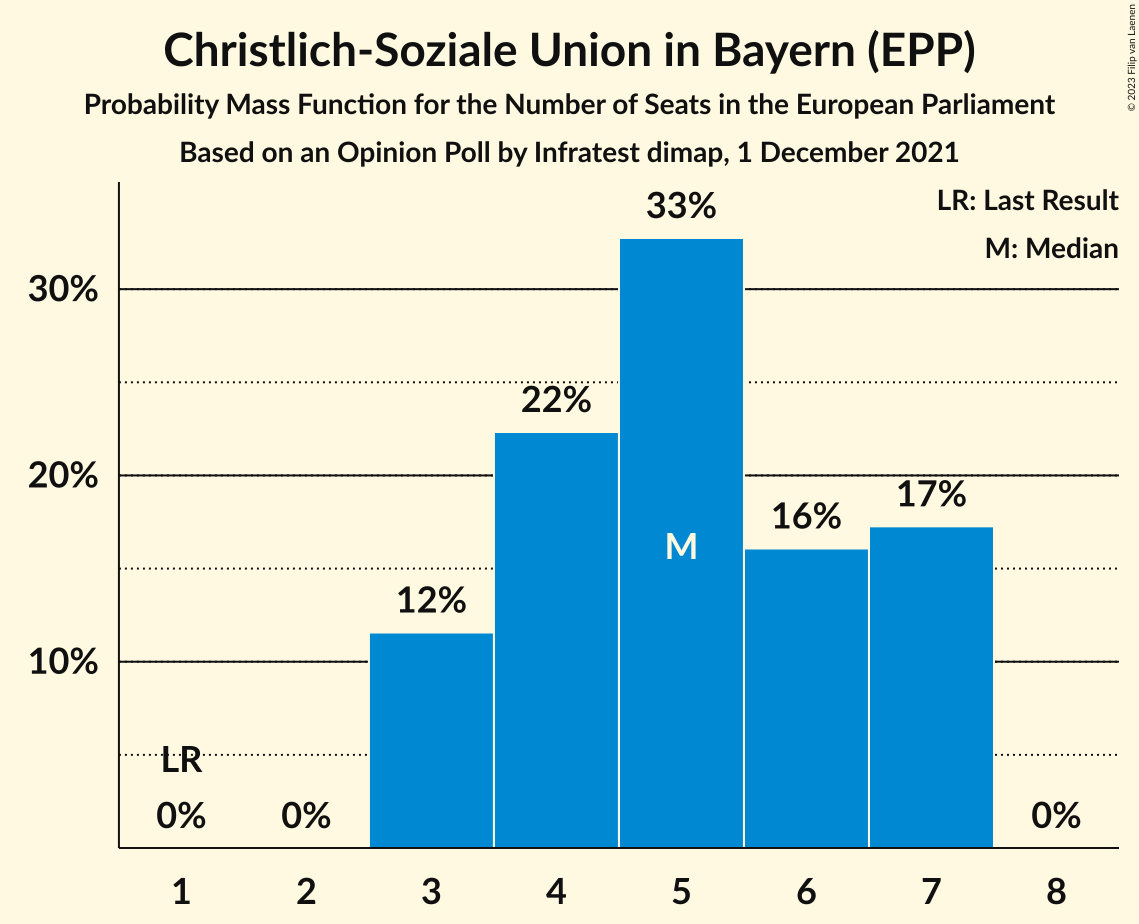 Christlich-Soziale Union in Bayern (EPP)
Probability Mass Function for the Number of Seats in the European Parliament
Based on an Opinion Poll by Infratest dimap, 1 December 2021
© 2023 Filip van Laenen
LR: Last Result
M: Median
33%
30%
22%
20%
17%
16%
M
12%
10%
LR
0% 0% 0%
1 2 3 4 5 6 7 8